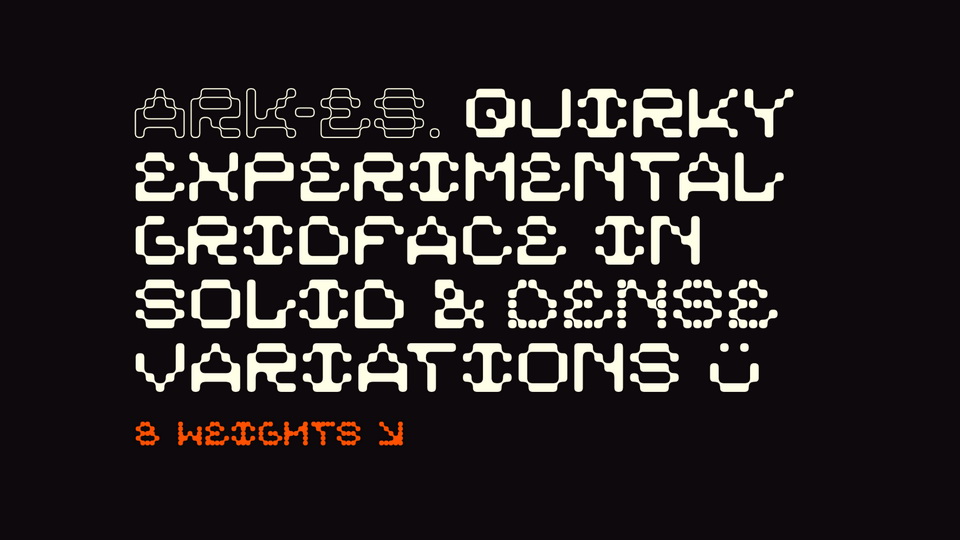 ARK-ES. QUIRKY
EXPERIMENTAL
GRIDFACE IN
SOLID & DENSE
VARIATIONS Ü
8 WEIGHTS ↘